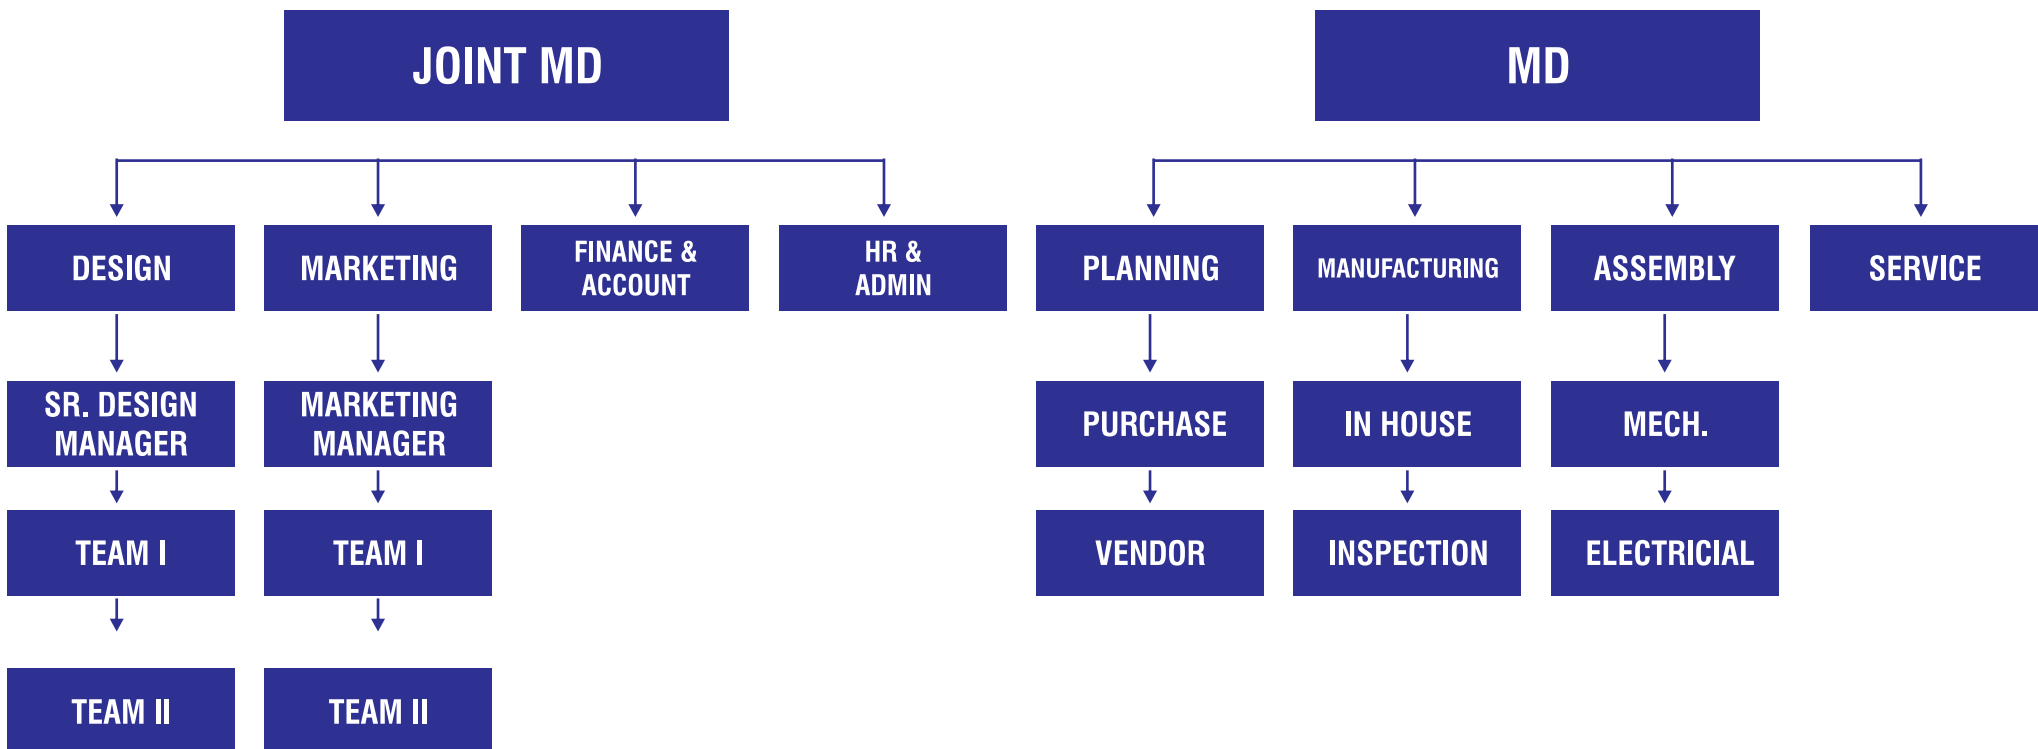 JOINT MD
MD
DESIGN
MARKETING
FINANCE &
ACCOUNT
HR &
ADMIN
PLANNING
MANUFACTURING
ASSEMBLY
SERVICE
SR. DESIGN
MANAGER
MARKETING
MANAGER
PURCHASE
IN HOUSE
MECH.
TEAM I
TEAM I
VENDOR
INSPECTION
ELECTRICIAL
TEAM II
TEAM II